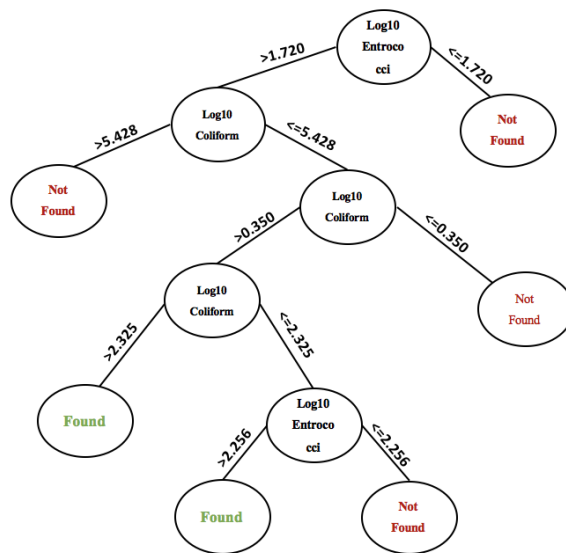 Log10
Entroco
cci
>1.720
<=1.720
Log10
Coliform
Not
Found
>5.428
<=5.428
Not
Found
Log10
Coliform
>0.350
<=0.350
Log10
Coliform
Not
Found
>2.325
<=2.325
Found
Log10
Entroco
cci
>2.256
<=2.256
Found
Not
Found